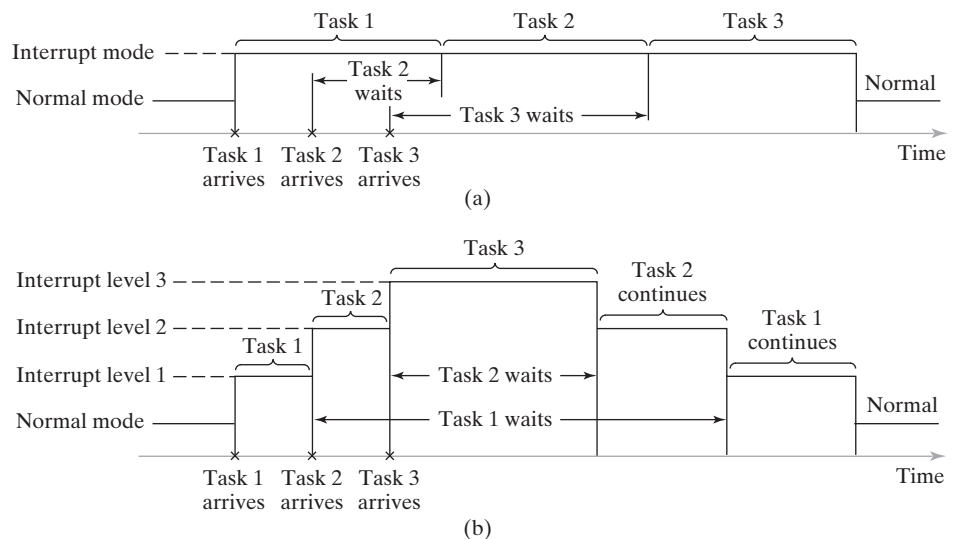 Task 1 Task 2 Task 3
Interrupt mode
Task 2
waits
Normal mode
Normal
Task 3 waits
Task 1 Task 2 Task 3
arrives arrives arrives
Time
(a)
Task 3
Interrupt level 3
Task 2
continues
Task 2
Interrupt level 2
Task 1
continues
Task 1
Interrupt level 1
Task 2 waits
Normal mode
Task 1 waits
Normal
Time
Task 1 Task 2 Task 3
arrives arrives arrives
(b)